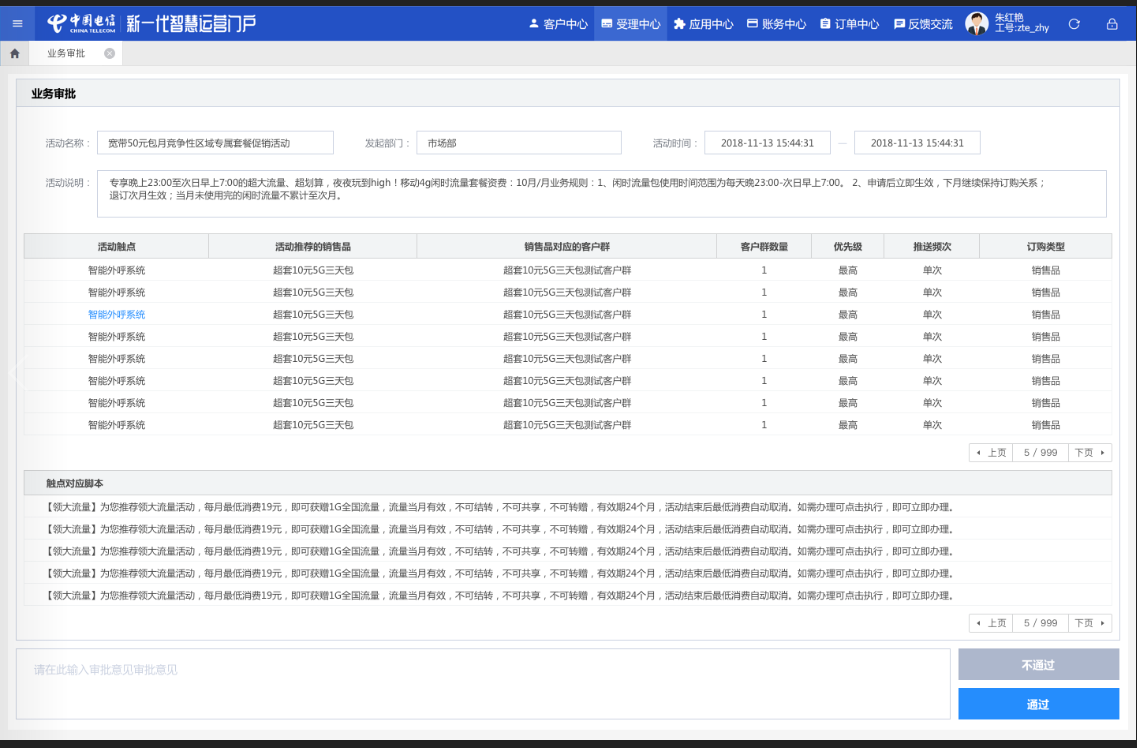 中国电信 CHINA TELECOM 新一代智慧运营门户 客户中心 受理中心 应用中心 账务中心 订单中心 反馈交流 朱红艳
工号:zte_zhy
业务审批
业务审批
活动名称： 宽带50元包月竞争性区域专属套餐促销活动 发起部门： 市场部 活动时间： 2018-11-13 15:44:31 — 2018-11-13 15:44:31
活动说明： 专享晚上23:00至次日早上7:00的超大流量、超划算，夜夜玩到high！移动4g闲时流量套餐资费：10月/月业务规则：1、闲时流量包使用时间范围为每天晚23:00-次日早上7:00。 2、申请后立即生效，下月继续保持订购关系；
退订次月生效；当月未使用完的闲时流量不累计至次月。
活动触点 活动推荐的销售品 销售品对应的客户群 客户群数量 优先级 推送频次 订购类型
智能外呼系统 超套10元5G三天包 超套10元5G三天包测试客户群 1 最高 单次 销售品
智能外呼系统 超套10元5G三天包 超套10元5G三天包测试客户群 1 最高 单次 销售品
智能外呼系统 超套10元5G三天包 超套10元5G三天包测试客户群 1 最高 单次 销售品
智能外呼系统 超套10元5G三天包 超套10元5G三天包测试客户群 1 最高 单次 销售品
智能外呼系统 超套10元5G三天包 超套10元5G三天包测试客户群 1 最高 单次 销售品
智能外呼系统 超套10元5G三天包 超套10元5G三天包测试客户群 1 最高 单次 销售品
智能外呼系统 超套10元5G三天包 超套10元5G三天包测试客户群 1 最高 单次 销售品
智能外呼系统 超套10元5G三天包 超套10元5G三天包测试客户群 1 最高 单次 销售品
上页 5 / 999 下页
触点对应脚本
【领大流量】为您推荐领大流量活动，每月最低消费19元，即可获赠1G全国流量，流量当月有效，不可结转，不可共享，不可转赠，有效期24个月，活动结束后最低消费自动取消。如需办理可点击执行，即可立即办理。
【领大流量】为您推荐领大流量活动，每月最低消费19元，即可获赠1G全国流量，流量当月有效，不可结转，不可共享，不可转赠，有效期24个月，活动结束后最低消费自动取消。如需办理可点击执行，即可立即办理。
【领大流量】为您推荐领大流量活动，每月最低消费19元，即可获赠1G全国流量，流量当月有效，不可结转，不可共享，不可转赠，有效期24个月，活动结束后最低消费自动取消。如需办理可点击执行，即可立即办理。
【领大流量】为您推荐领大流量活动，每月最低消费19元，即可获赠1G全国流量，流量当月有效，不可结转，不可共享，不可转赠，有效期24个月，活动结束后最低消费自动取消。如需办理可点击执行，即可立即办理。
【领大流量】为您推荐领大流量活动，每月最低消费19元，即可获赠1G全国流量，流量当月有效，不可结转，不可共享，不可转赠，有效期24个月，活动结束后最低消费自动取消。如需办理可点击执行，即可立即办理。
上页 5 / 999 下页
请在此输入审批意见审批意见
不通过
通过